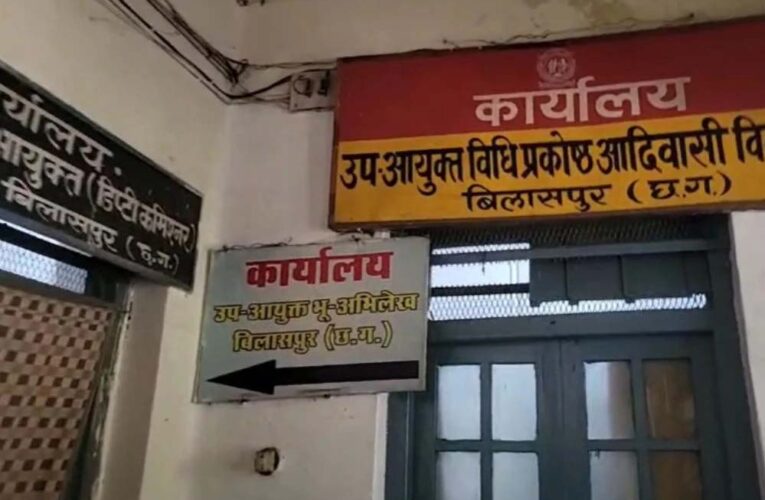 कार्यालय
आयुक्त (डिप्टी कमिश्नर)
बिलासपुर (छ.ग.)
कार्यालय
उप-आयुक्त भू-अभिलेख
बिलासपुर (छ.ग.)
कार्यालय
उप-आयुक्त विधि प्रकोष्ठ आदिवासी
बिलासपुर (छ.ग.)